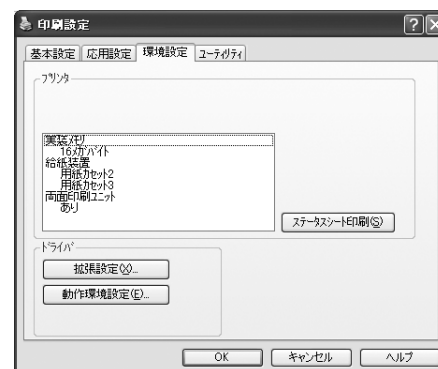 印刷設定
基本設定 応用設定 環境設定 ユーティリティ
プリンタ
実装メモリ
16メガバイト
給紙装置
用紙カセット2
用紙カセット3
両面印刷ユニット
あり
ステータスシート印刷(S)
ドライバ
拡張設定(X)...
動作環境設定(E)...
OK キャンセル ヘルプ